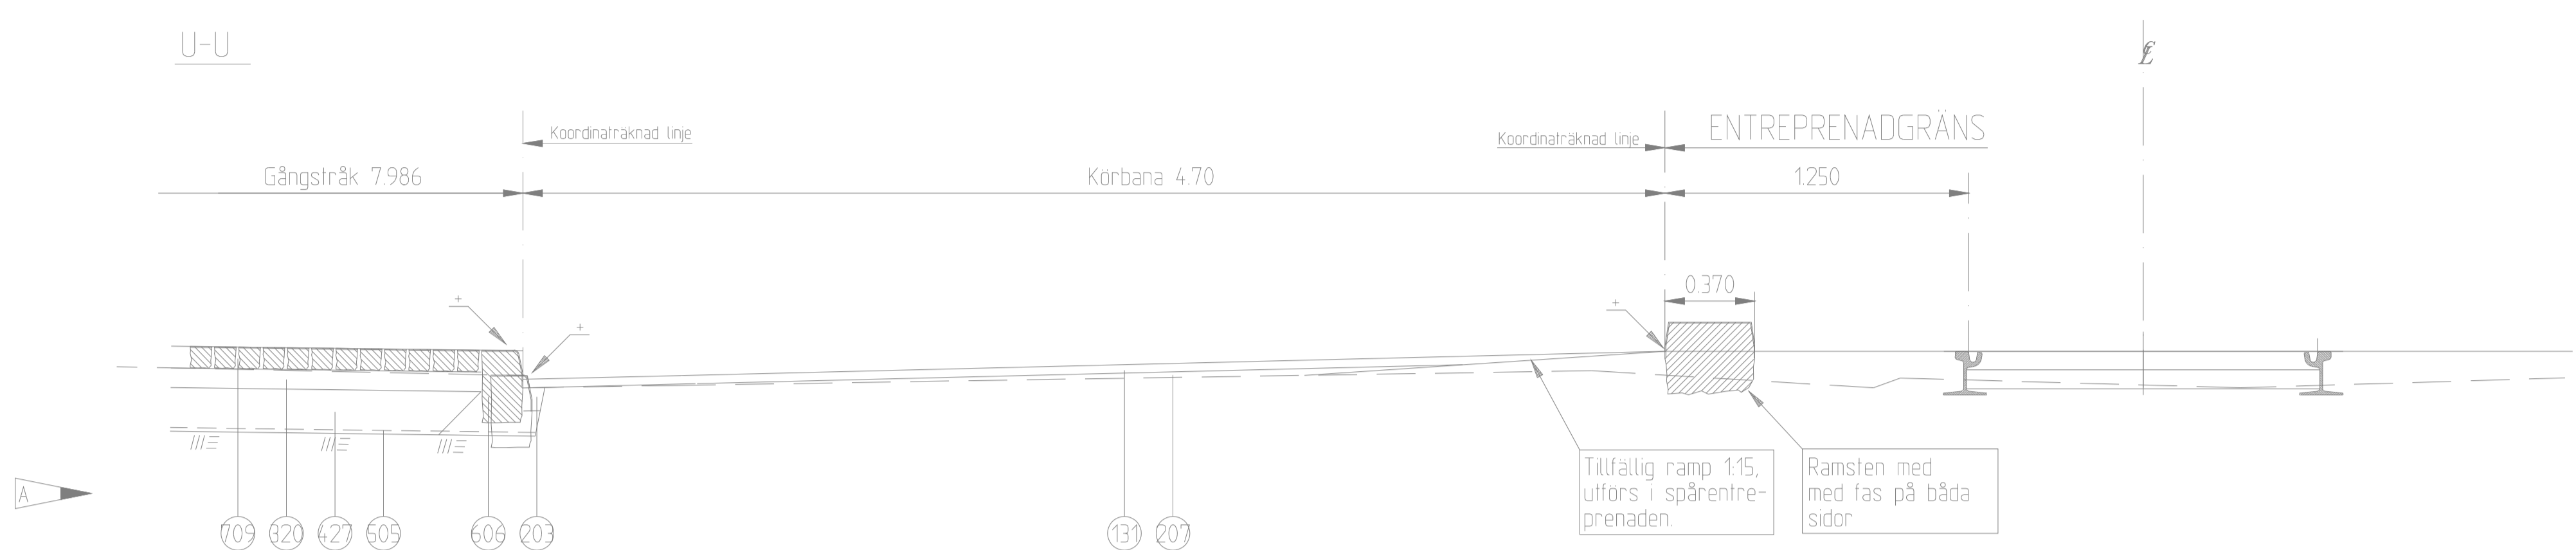 U-U
℄
Koordinaträknad linje
Koordinaträknad linje
ENTREPRENADGRÄNS
Gångstråk 7.986
Körbana 4.70
1.250
0.370
+
+
+
Tillfällig ramp 1:15,
utförs i spårentre-
prenaden.
Ramsten med
med fas på båda
sidor
A
709
320
427
505
606
203
131
207